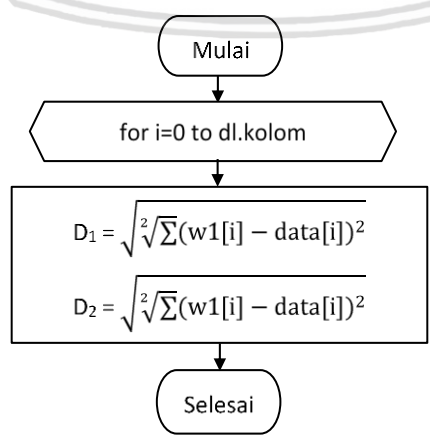 Mulai
for i=0 to dl.kolom
D₁ = √(²√Σ(w1[i] − data[i])²)
D₂ = √(²√Σ(w1[i] − data[i])²)
Selesai